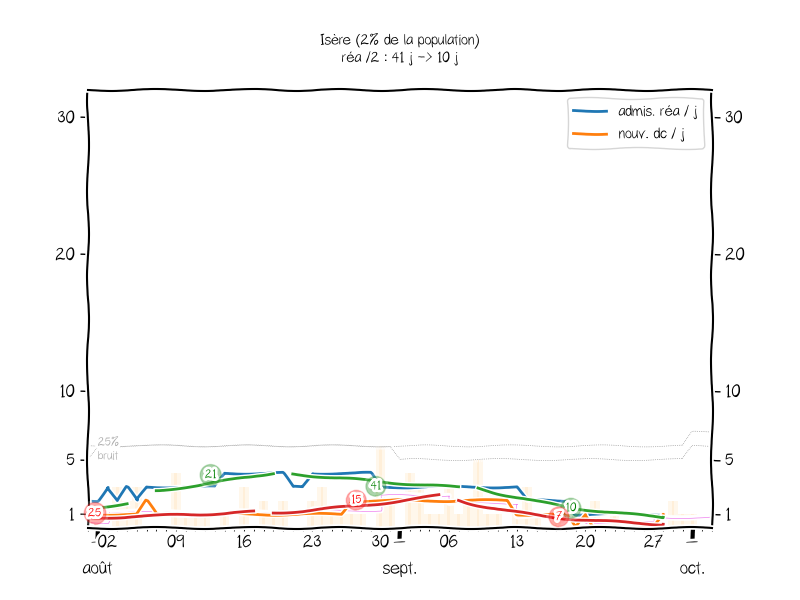 Isère (2% de la population)
réa /2 : 41 j -> 10 j
admis. réa / j
nouv. dc / j
30 30
20 20
10 10
5 5
1 1
25%
bruit
21
41
15
10
25
7
02 09 16 23 30 06 13 20 27
août sept. oct.